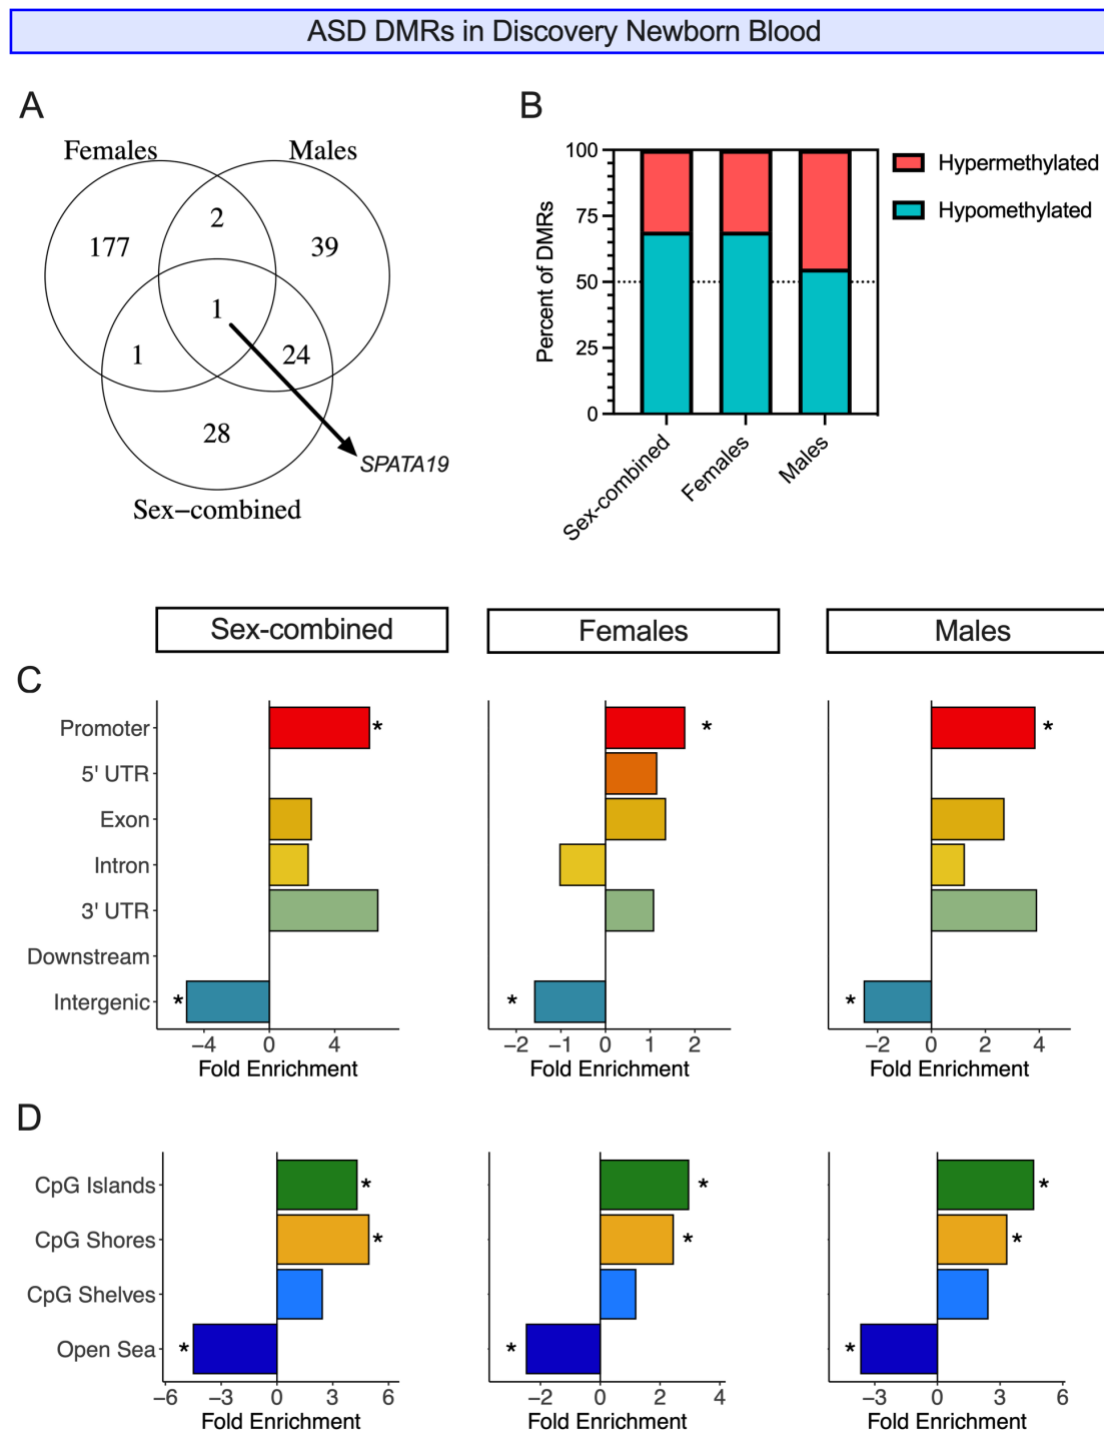 ASD DMRs in Discovery Newborn Blood
A
Females
Males
2
177
39
1
1
24
28
SPATA19
Sex−combined
B
100
75
50
25
0
Percent of DMRs
Hypermethylated
Hypomethylated
Sex-combined
Females
Males
Sex-combined
Females
Males
C
Promoter
5' UTR
Exon
Intron
3' UTR
Downstream
Intergenic
* * *
* * *
−4 0 4
Fold Enrichment
−2 −1 0 1 2
Fold Enrichment
−2 0 2 4
Fold Enrichment
D
CpG Islands
CpG Shores
CpG Shelves
Open Sea
* * *
* * *
* * *
−6 −3 0 3 6
Fold Enrichment
−2 0 2 4
Fold Enrichment
−3 0 3 6
Fold Enrichment